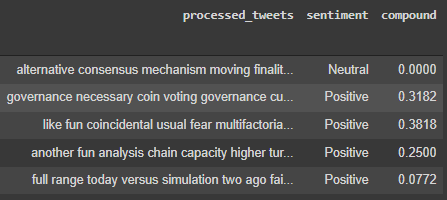 processed_tweets sentiment compound
alternative consensus mechanism moving finalit... Neutral 0.0000
governance necessary coin voting governance cu... Positive 0.3182
like fun coincidental usual fear multifactoria... Positive 0.3818
another fun analysis chain capacity higher tur... Positive 0.2500
full range today versus simulation two ago fai... Positive 0.0772